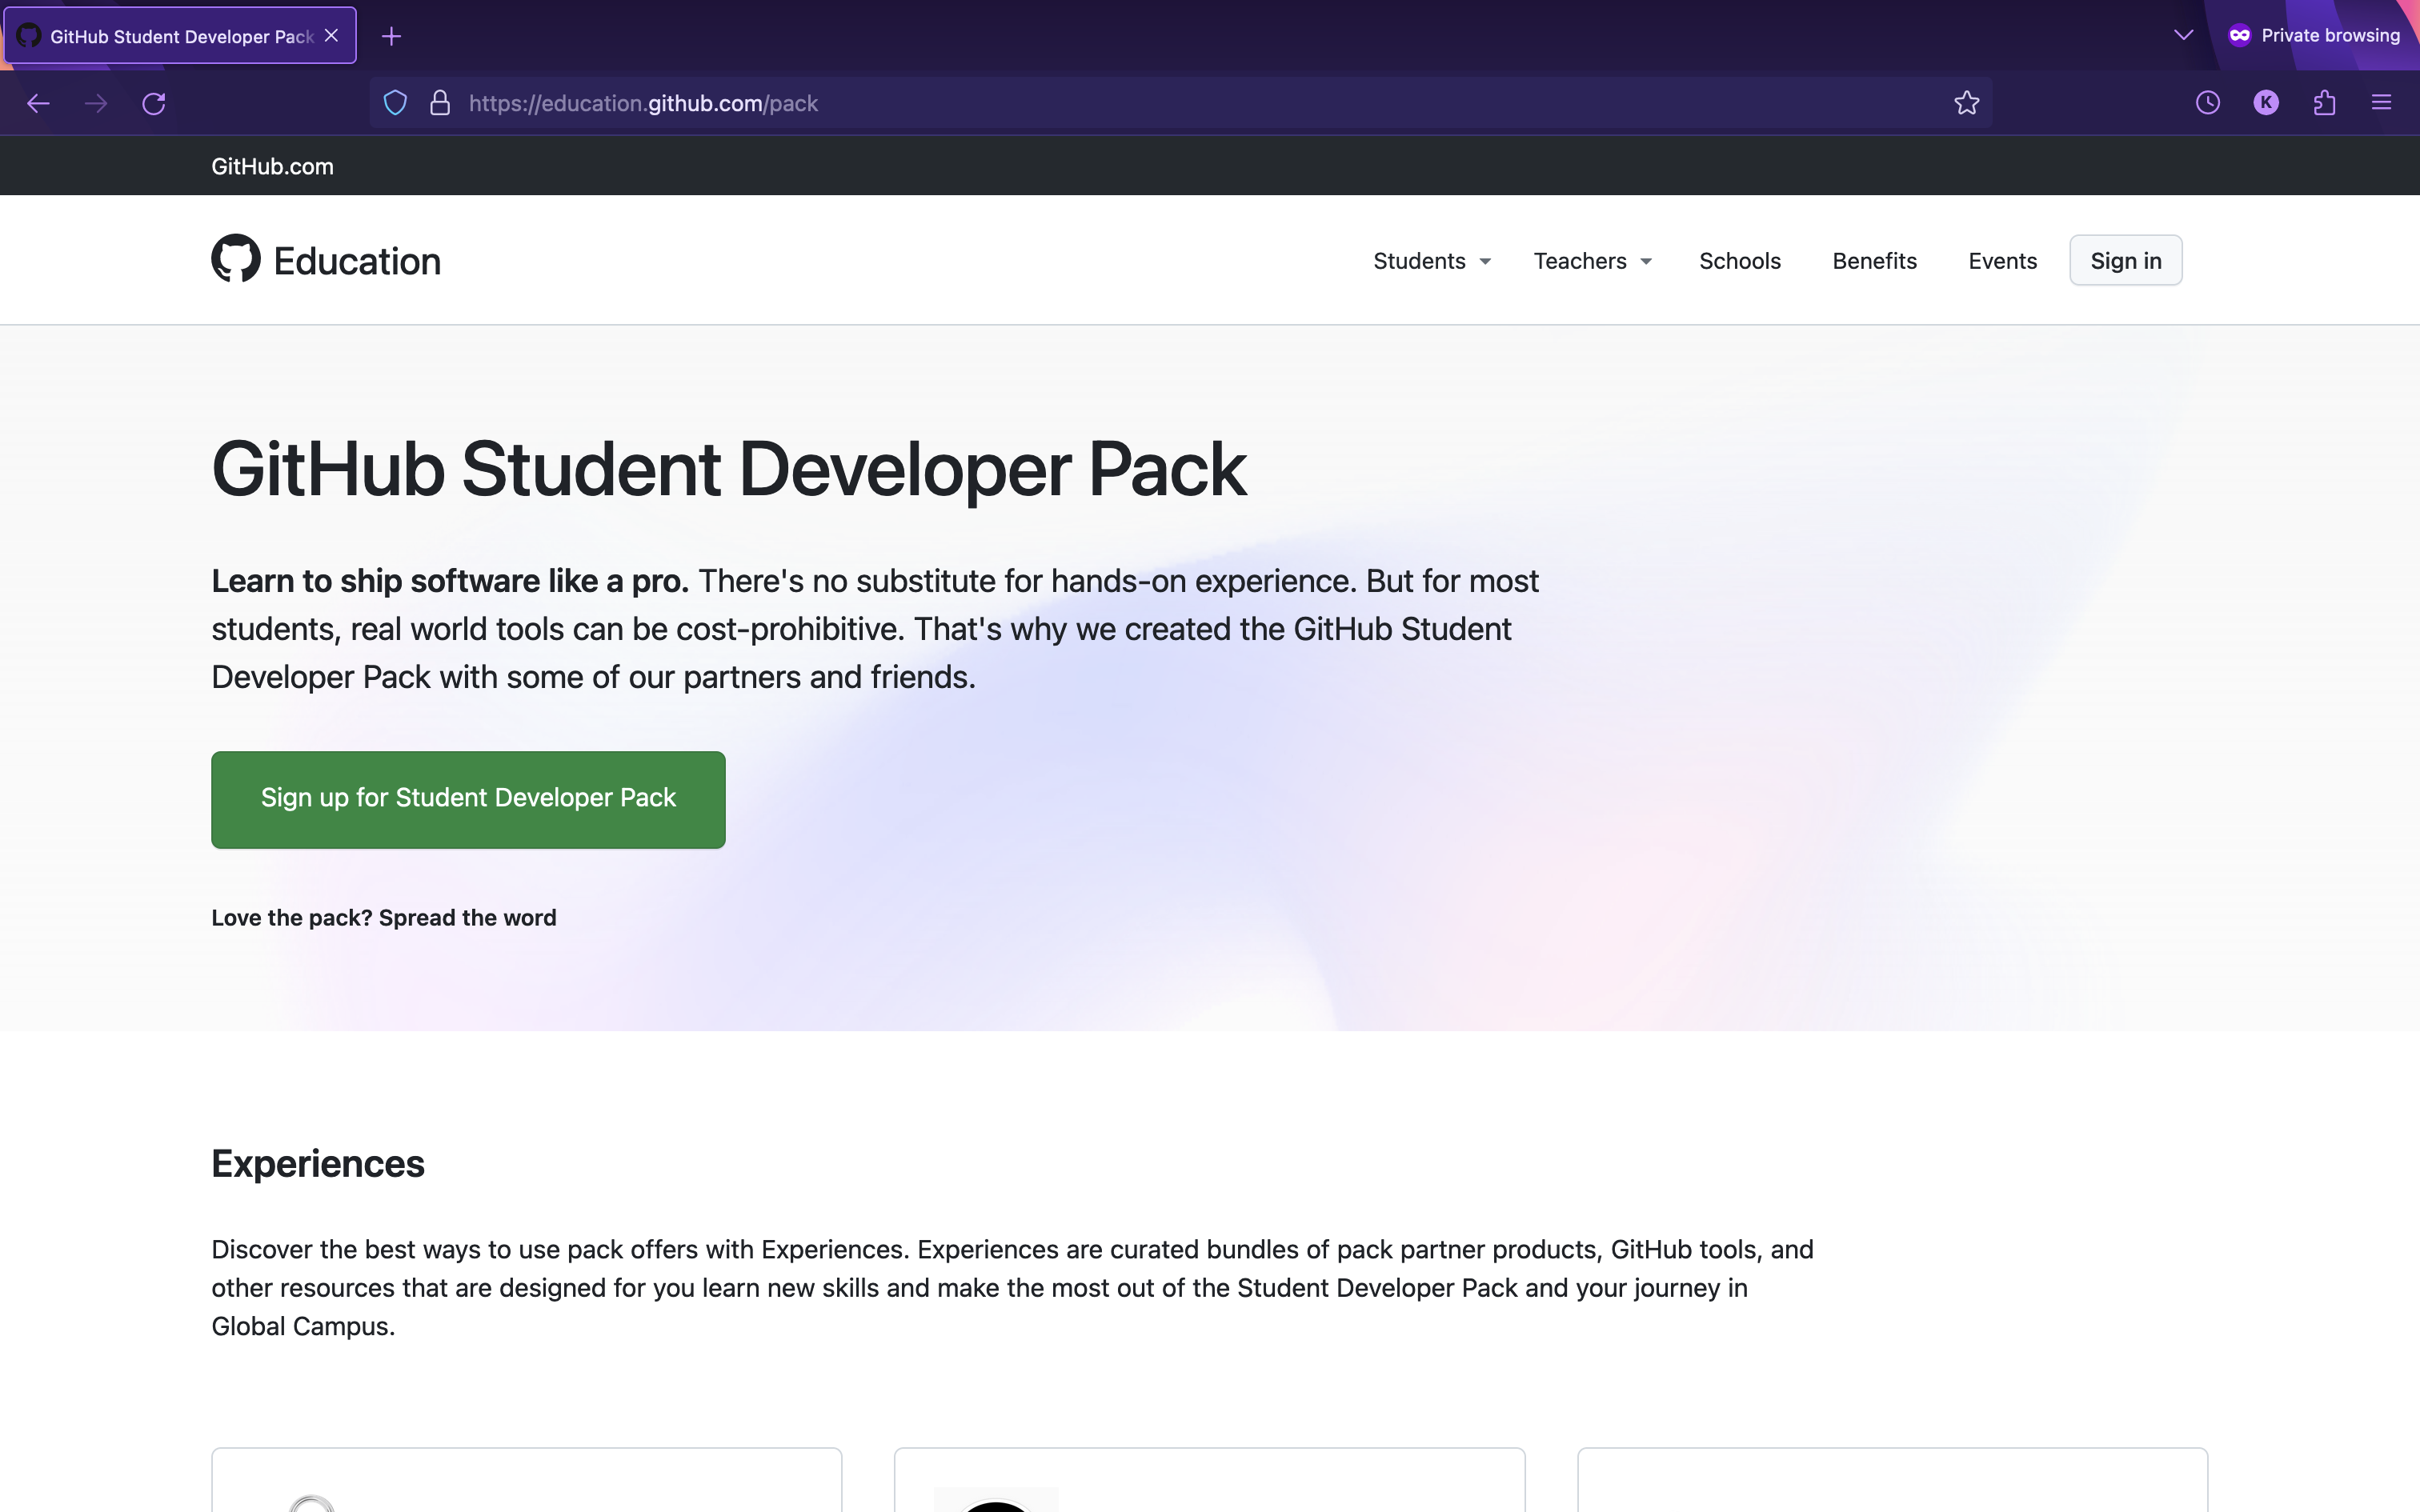 GitHub Student Developer Pack
Private browsing
https://education.github.com/pack
K
GitHub.com
Education
Students
Teachers
Schools
Benefits
Events
Sign in
GitHub Student Developer Pack
Learn to ship software like a pro. There's no substitute for hands-on experience. But for most
students, real world tools can be cost-prohibitive. That's why we created the GitHub Student
Developer Pack with some of our partners and friends.
Sign up for Student Developer Pack
Love the pack? Spread the word
Experiences
Discover the best ways to use pack offers with Experiences. Experiences are curated bundles of pack partner products, GitHub tools, and
other resources that are designed for you learn new skills and make the most out of the Student Developer Pack and your journey in
Global Campus.